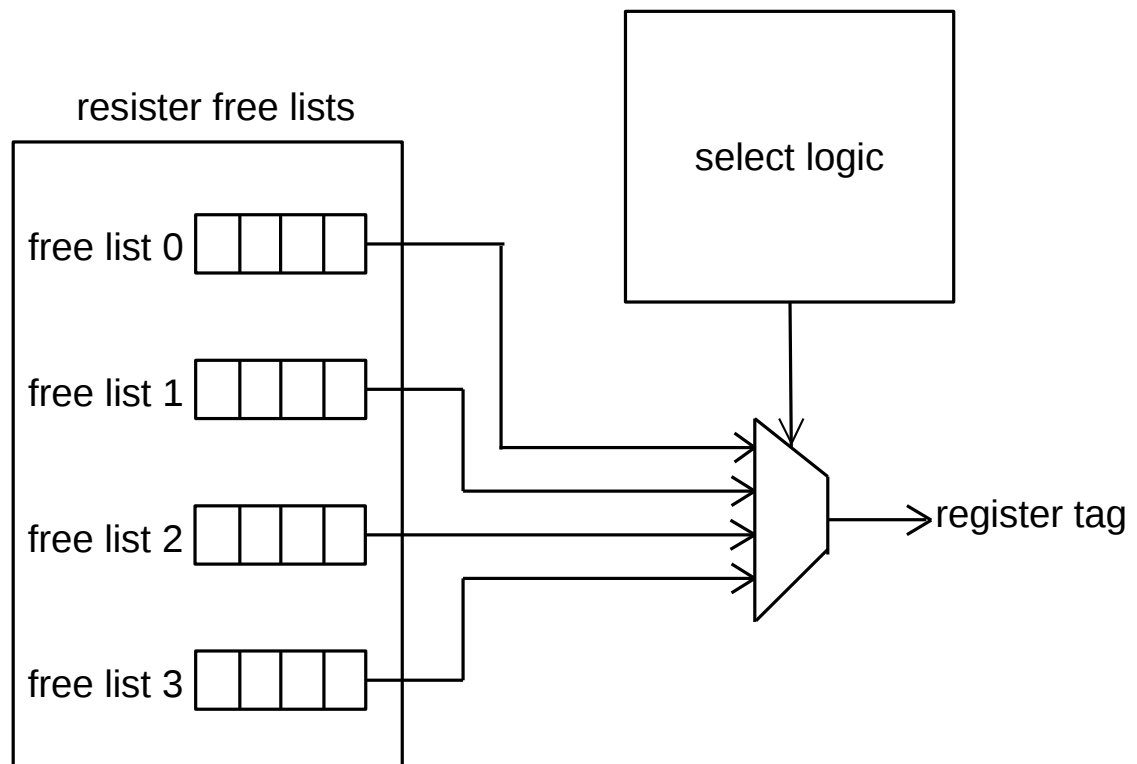 resister free lists
select logic
free list 0
free list 1
free list 2
register tag
free list 3